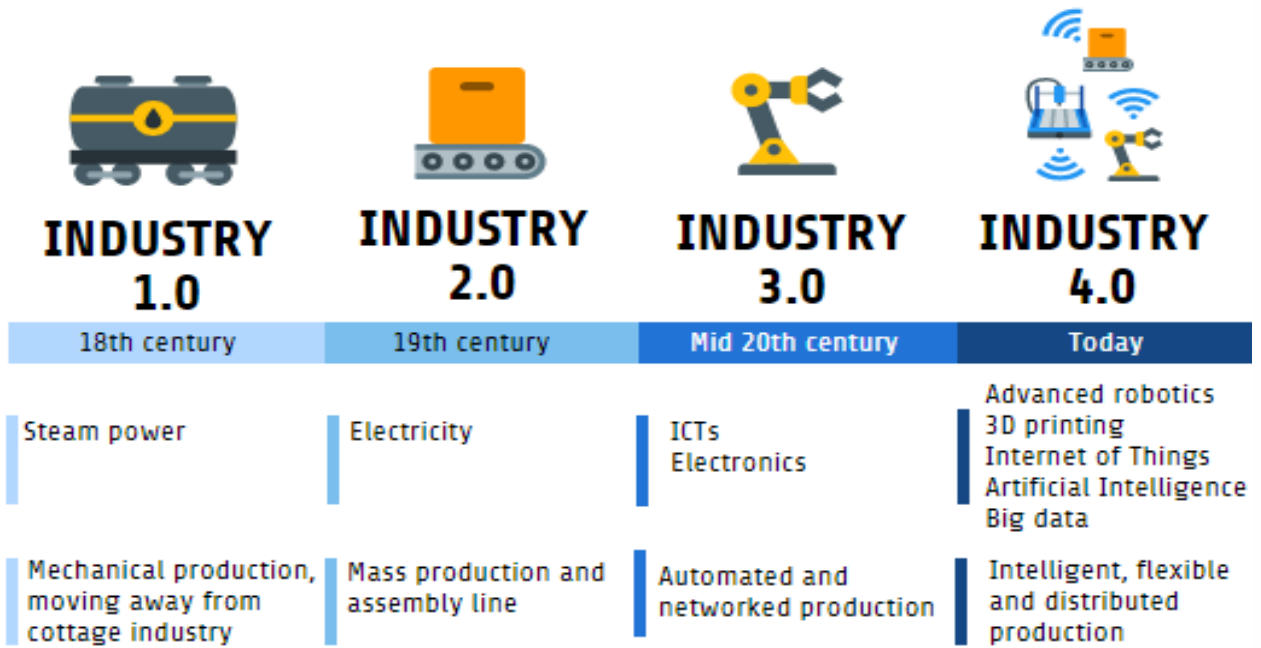 INDUSTRY
1.0
INDUSTRY
2.0
INDUSTRY
3.0
INDUSTRY
4.0
18th century
19th century
Mid 20th century
Today
Steam power
Electricity
ICTs
Electronics
Advanced robotics
3D printing
Internet of Things
Artificial Intelligence
Big data
Mechanical production,
moving away from
cottage industry
Mass production and
assembly line
Automated and
networked production
Intelligent, flexible
and distributed
production